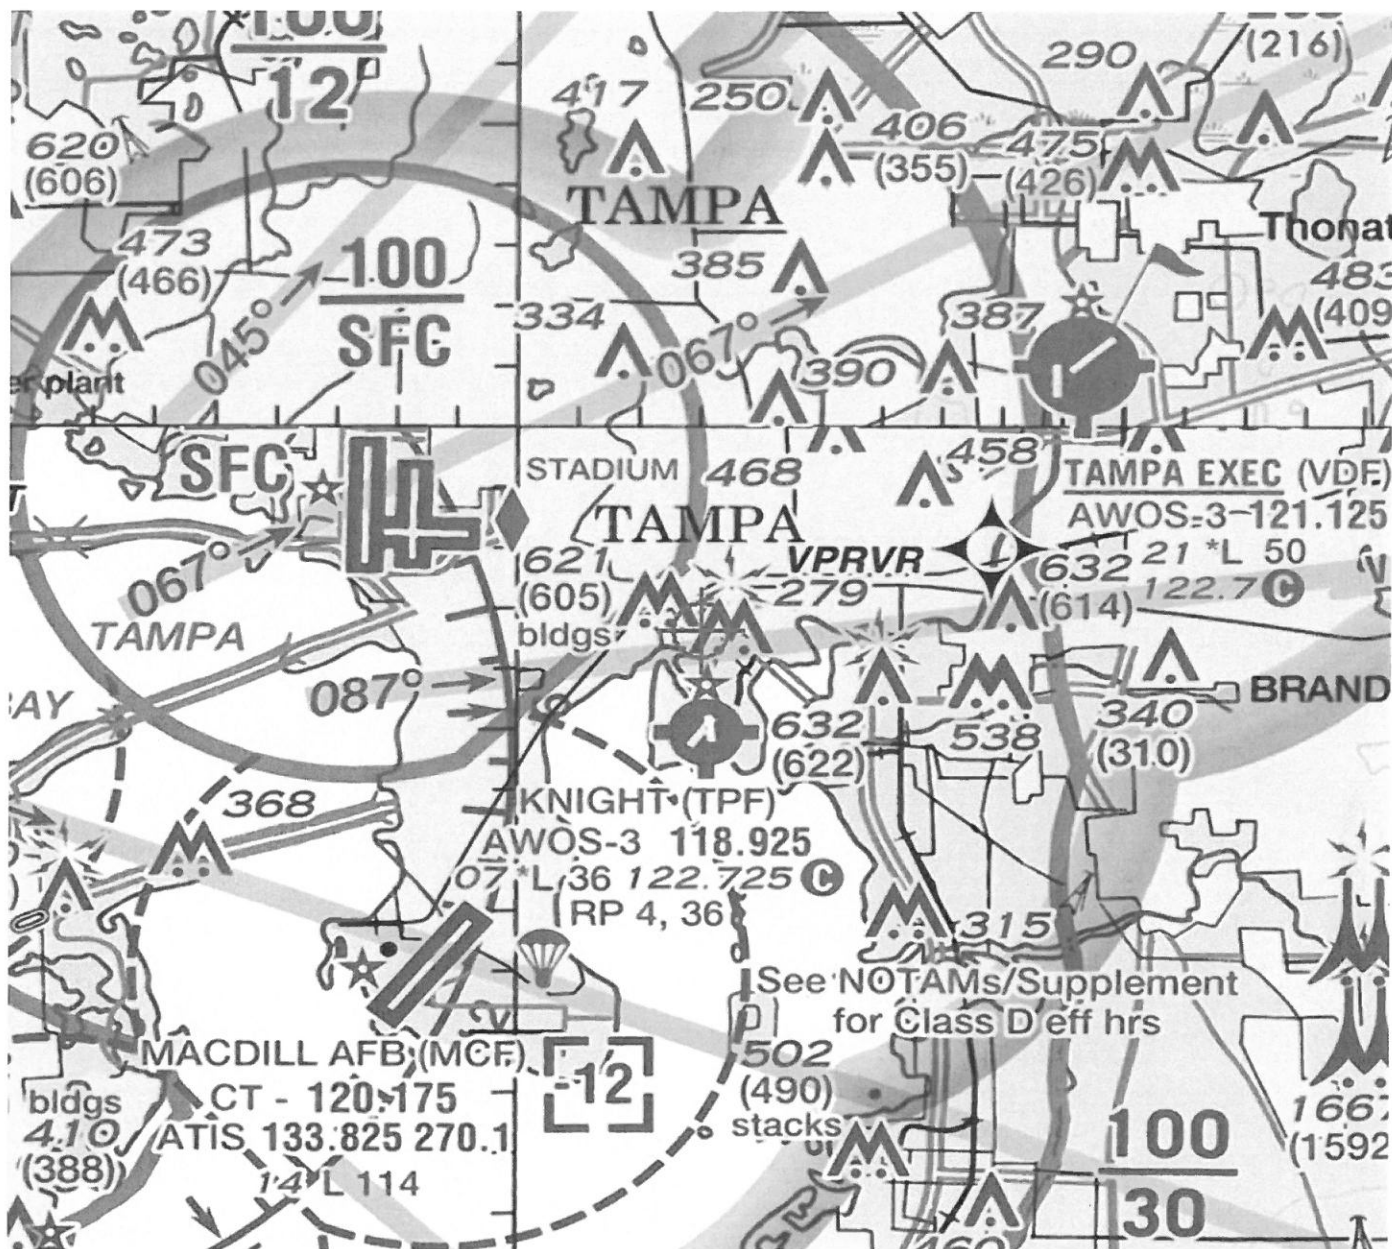 100
12
(216)
290
417
250
406
(355)
475
(426)
620
(606)
TAMPA
Thonat
473
(466)
385
483
(409
100
SFC
045°
334
067°
387
390
er plant
SFC
STADIUM
468
458
TAMPA EXEC (VDF)
AWOS-3 121.125
21 *L 50
122.7 C
TAMPA
067°
621
(605)
bldgs
VPRVR
279
632
(614)
TAMPA
BAY
087°
BRAND
632
(622)
538
340
(310)
368
KNIGHT (TPF)
AWOS-3 118.925
07 *L 36 122.725 C
RP 4, 36
315
See NOTAMs/Supplement
for Class D eff hrs
MACDILL AFB (MCF)
CT - 120.175
ATIS 133.825 270.1
14 L 114
12
502
(490)
stacks
bldgs
410
(388)
100
30
1667
(1592
460